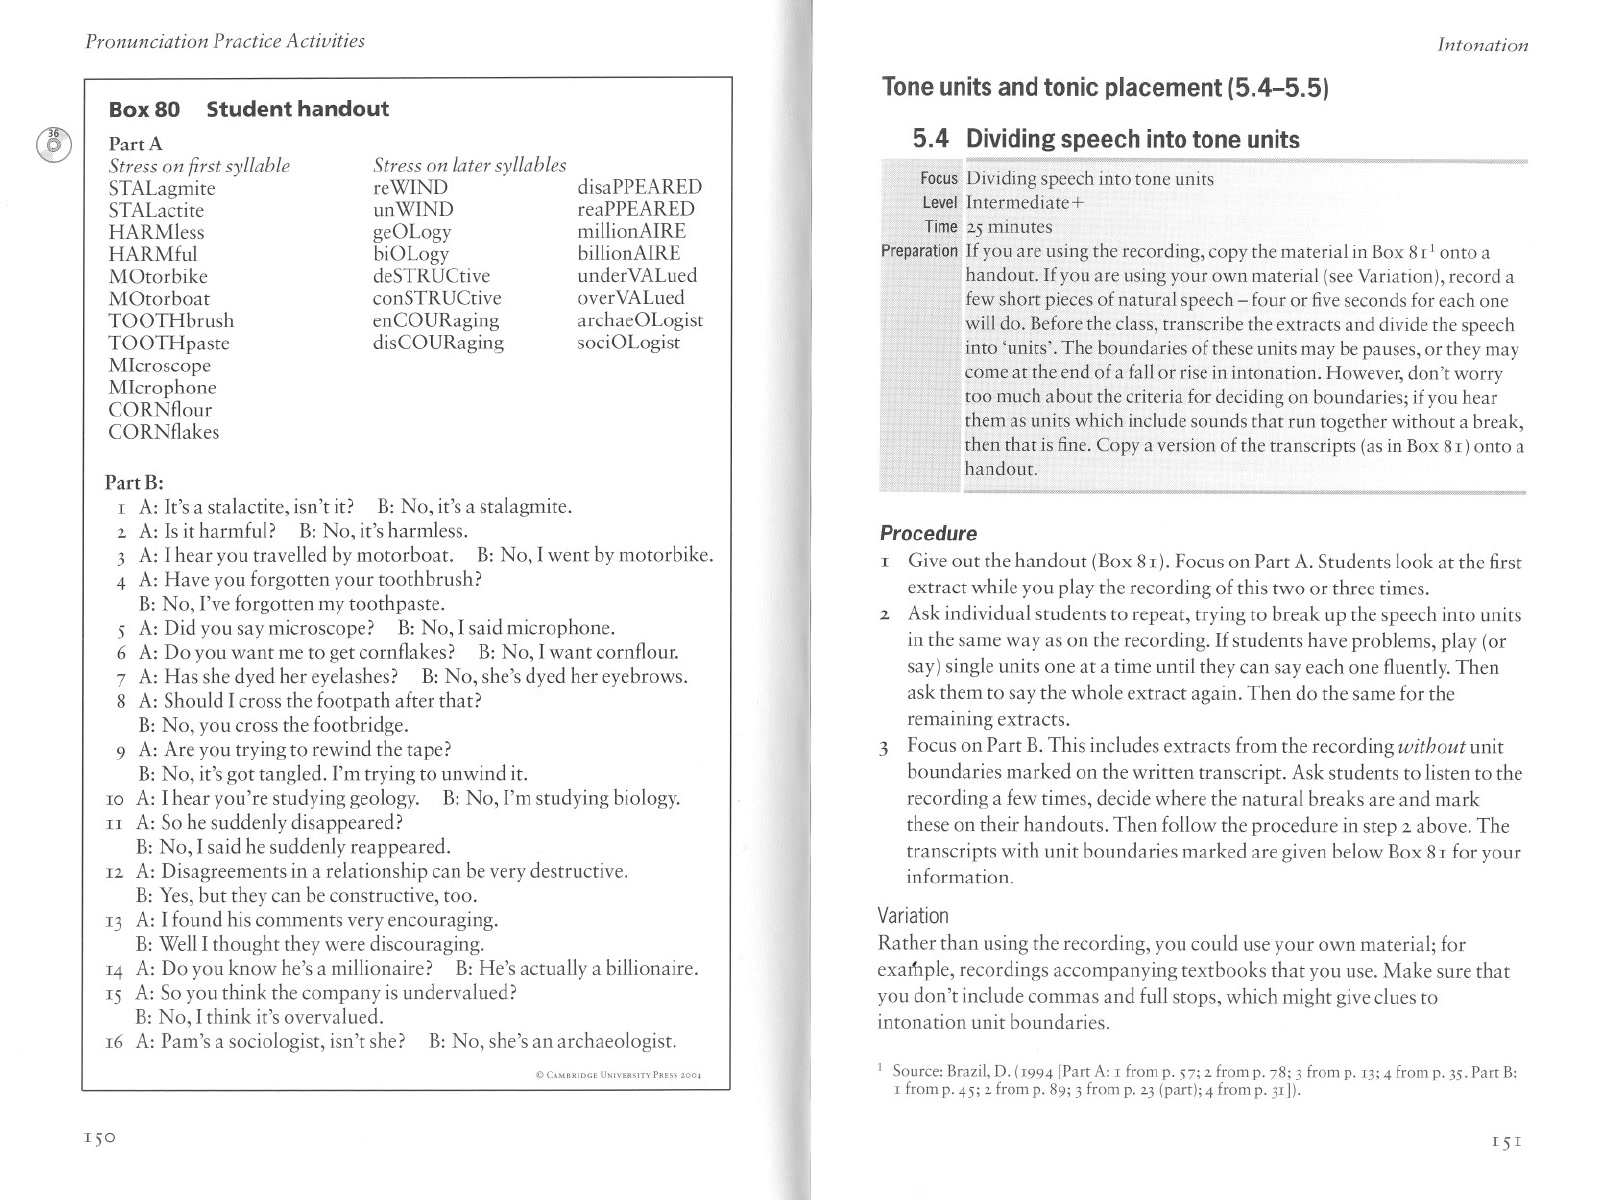 Pronunciation Practice Activities
Box 80 Student handout
36
Part A
Stress on first syllable
STALagmite
STALactite
HARMless
HARMful
MOtorbike
MOtorboat
TOOTHbrush
TOOTHpaste
MIcroscope
MIcrophone
CORNflour
CORNflakes
Stress on later syllables
reWIND
unWIND
geOLogy
biOLogy
deSTRUCtive
conSTRUCtive
enCOURaging
disCOURaging
disaPPEARED
reaPPEARED
millionAIRE
billionAIRE
underVALued
overVALued
archaeOLogist
sociOLogist
Part B:
1 A: It's a stalactite, isn't it? B: No, it's a stalagmite.
2 A: Is it harmful? B: No, it's harmless.
3 A: I hear you travelled by motorboat. B: No, I went by motorbike.
4 A: Have you forgotten your toothbrush?
B: No, I've forgotten my toothpaste.
5 A: Did you say microscope? B: No, I said microphone.
6 A: Do you want me to get cornflakes? B: No, I want cornflour.
7 A: Has she dyed her eyelashes? B: No, she's dyed her eyebrows.
8 A: Should I cross the footpath after that?
B: No, you cross the footbridge.
9 A: Are you trying to rewind the tape?
B: No, it's got tangled. I'm trying to unwind it.
10 A: I hear you're studying geology. B: No, I'm studying biology.
11 A: So he suddenly disappeared?
B: No, I said he suddenly reappeared.
12 A: Disagreements in a relationship can be very destructive.
B: Yes, but they can be constructive, too.
13 A: I found his comments very encouraging.
B: Well I thought they were discouraging.
14 A: Do you know he's a millionaire? B: He's actually a billionaire.
15 A: So you think the company is undervalued?
B: No, I think it's overvalued.
16 A: Pam's a sociologist, isn't she? B: No, she's an archaeologist.
© CAMBRIDGE UNIVERSITY PRESS 2004
150
Intonation
Tone units and tonic placement (5.4–5.5)
5.4 Dividing speech into tone units
Focus Dividing speech into tone units
Level Intermediate+
Time 25 minutes
Preparation If you are using the recording, copy the material in Box 81¹ onto a
handout. If you are using your own material (see Variation), record a
few short pieces of natural speech – four or five seconds for each one
will do. Before the class, transcribe the extracts and divide the speech
into 'units'. The boundaries of these units may be pauses, or they may
come at the end of a fall or rise in intonation. However, don't worry
too much about the criteria for deciding on boundaries; if you hear
them as units which include sounds that run together without a break,
then that is fine. Copy a version of the transcripts (as in Box 81) onto a
handout.
Procedure
1 Give out the handout (Box 81). Focus on Part A. Students look at the first
extract while you play the recording of this two or three times.
2 Ask individual students to repeat, trying to break up the speech into units
in the same way as on the recording. If students have problems, play (or
say) single units one at a time until they can say each one fluently. Then
ask them to say the whole extract again. Then do the same for the
remaining extracts.
3 Focus on Part B. This includes extracts from the recording without unit
boundaries marked on the written transcript. Ask students to listen to the
recording a few times, decide where the natural breaks are and mark
these on their handouts. Then follow the procedure in step 2 above. The
transcripts with unit boundaries marked are given below Box 81 for your
information.
Variation
Rather than using the recording, you could use your own material; for
example, recordings accompanying textbooks that you use. Make sure that
you don't include commas and full stops, which might give clues to
intonation unit boundaries.
¹ Source: Brazil, D. (1994 [Part A: 1 from p. 57; 2 from p. 78; 3 from p. 13; 4 from p. 35. Part B:
1 from p. 45; 2 from p. 89; 3 from p. 23 (part); 4 from p. 31]).
151